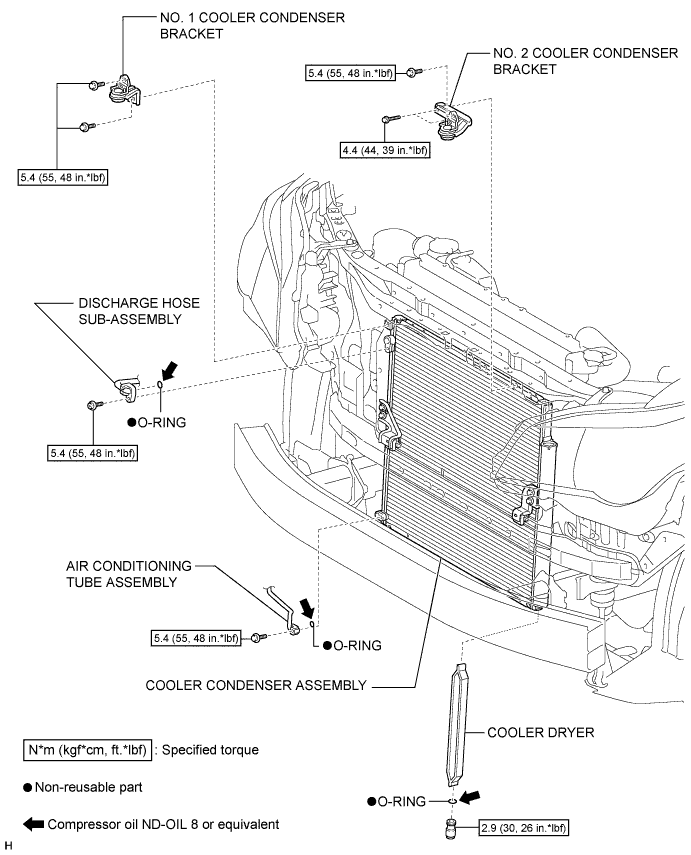 NO. 1 COOLER CONDENSER
BRACKET
NO. 2 COOLER CONDENSER
BRACKET
5.4 (55, 48 in.*lbf)
4.4 (44, 39 in.*lbf)
5.4 (55, 48 in.*lbf)
DISCHARGE HOSE
SUB-ASSEMBLY
●O-RING
5.4 (55, 48 in.*lbf)
AIR CONDITIONING
TUBE ASSEMBLY
5.4 (55, 48 in.*lbf)
●O-RING
COOLER CONDENSER ASSEMBLY
COOLER DRYER
N*m (kgf*cm, ft.*lbf) : Specified torque
● Non-reusable part
●O-RING
Compressor oil ND-OIL 8 or equivalent
2.9 (30, 26 in.*lbf)
H